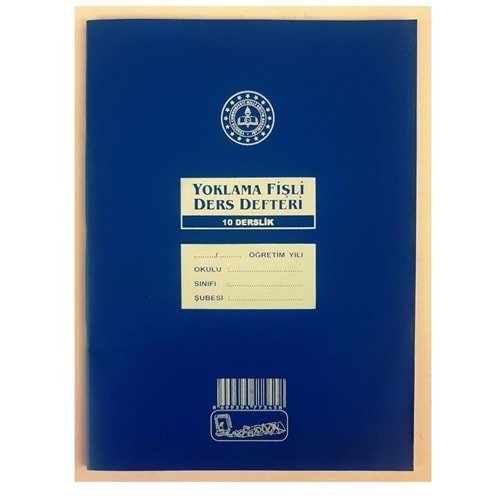 YOKLAMA FİŞLİ
DERS DEFTERİ
10 DERSLİK
........../.......... ÖĞRETİM YILI
OKULU :..............................
SINIFI :..............................
ŞUBESİ :..............................